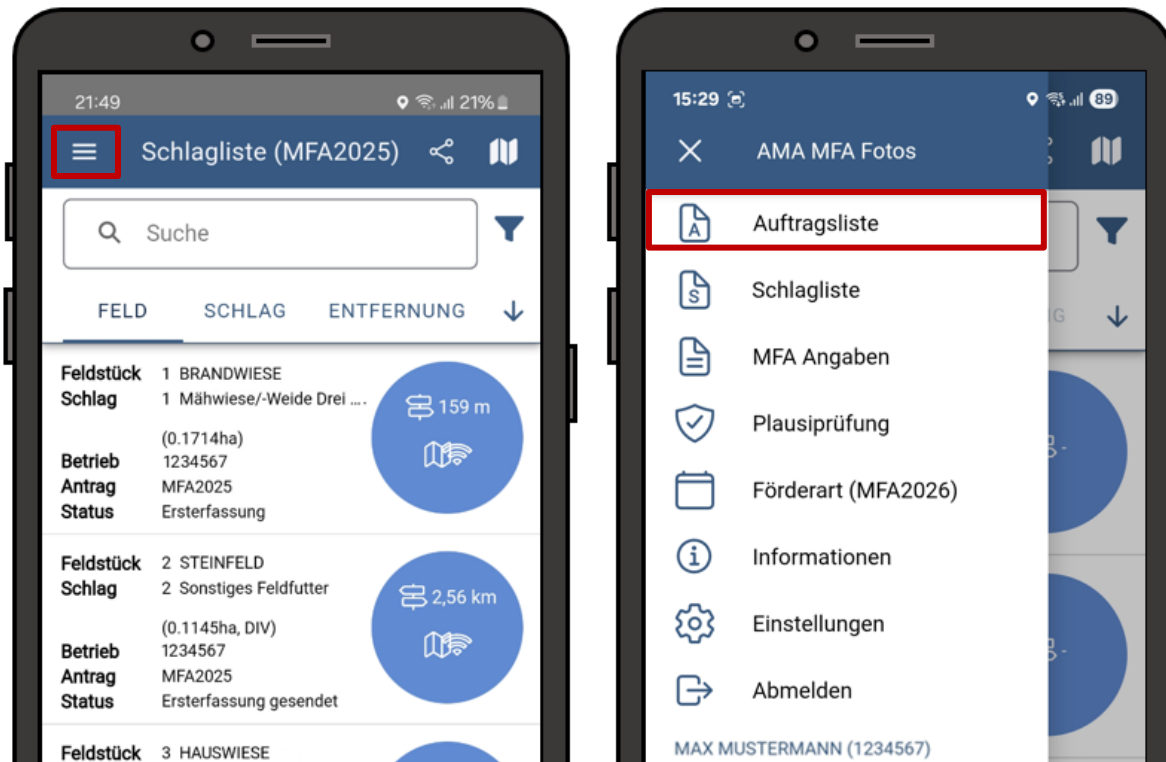 21:49
21%
Schlagliste (MFA2025)
Suche
FELD SCHLAG ENTFERNUNG
Feldstück 1 BRANDWIESE
Schlag 1 Mähwiese/-Weide Drei ....
(0.1714ha)
Betrieb 1234567
Antrag MFA2025
Status Ersterfassung
159 m
Feldstück 2 STEINFELD
Schlag 2 Sonstiges Feldfutter
(0.1145ha, DIV)
Betrieb 1234567
Antrag MFA2025
Status Ersterfassung gesendet
2,56 km
Feldstück 3 HAUSWIESE
15:29
89
AMA MFA Fotos
A Auftragsliste
S Schlagliste
MFA Angaben
Plausiprüfung
Förderart (MFA2026)
Informationen
Einstellungen
Abmelden
MAX MUSTERMANN (1234567)
G
-
-